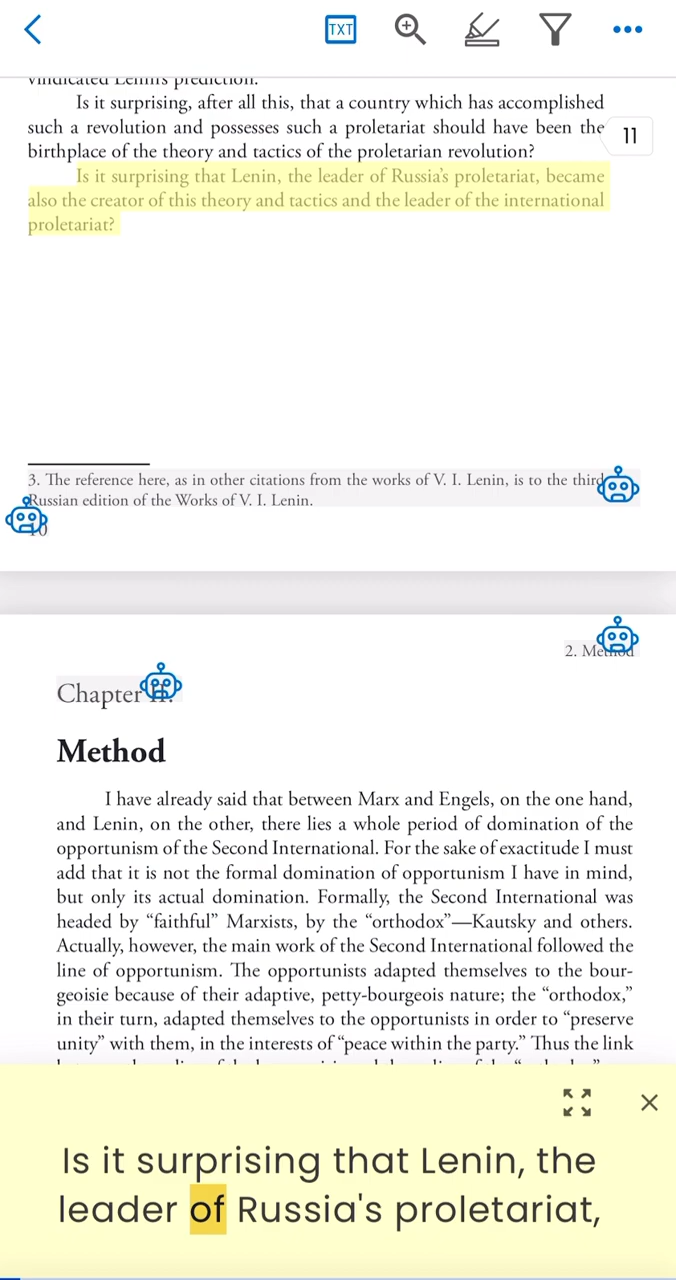 TXT
vindicated Lenin's prediction.
Is it surprising, after all this, that a country which has accomplished
such a revolution and possesses such a proletariat should have been the
11
birthplace of the theory and tactics of the proletarian revolution?
Is it surprising that Lenin, the leader of Russia's proletariat, became
also the creator of this theory and tactics and the leader of the international
proletariat?
3. The reference here, as in other citations from the works of V. I. Lenin, is to the third
Russian edition of the Works of V. I. Lenin.
10
2. Method
Chapter II.
Method
I have already said that between Marx and Engels, on the one hand,
and Lenin, on the other, there lies a whole period of domination of the
opportunism of the Second International. For the sake of exactitude I must
add that it is not the formal domination of opportunism I have in mind,
but only its actual domination. Formally, the Second International was
headed by “faithful” Marxists, by the “orthodox”—Kautsky and others.
Actually, however, the main work of the Second International followed the
line of opportunism. The opportunists adapted themselves to the bour-
geoisie because of their adaptive, petty-bourgeois nature; the “orthodox,”
in their turn, adapted themselves to the opportunists in order to “preserve
unity” with them, in the interests of “peace within the party.” Thus the link
Is it surprising that Lenin, the
leader of Russia's proletariat,